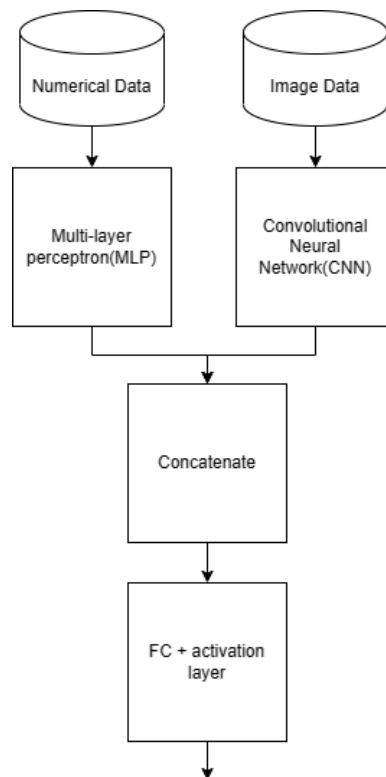 Numerical Data
Image Data
Multi-layer
perceptron(MLP)
Convolutional
Neural
Network(CNN)
Concatenate
FC + activation
layer